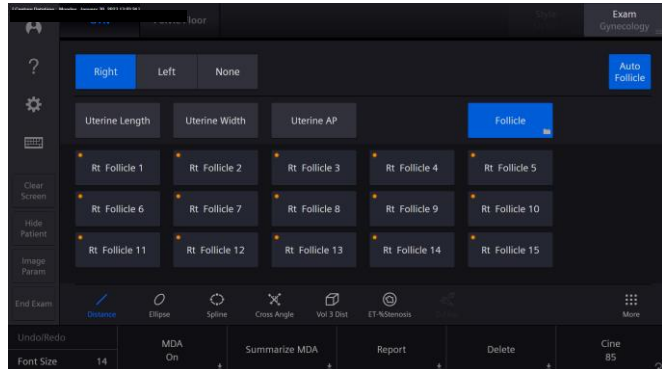 Exam
Gynecology
loor
Right
Left
None
Auto
Follicle
Uterine Length
Uterine Width
Uterine AP
Follicle
Rt Follicle 1
Rt Follicle 2
Rt Follicle 3
Rt Follicle 4
Rt Follicle 5
Rt Follicle 6
Rt Follicle 7
Rt Follicle 8
Rt Follicle 9
Rt Follicle 10
Rt Follicle 11
Rt Follicle 12
Rt Follicle 13
Rt Follicle 14
Rt Follicle 15
Clear
Screen
Hide
Patient
Image
Param
End Exam
Distance
Ellipse
Spline
Cross Angle
Vol 3 Dist
ET-%Stenosis
More
Undo/Redo
Font Size 14
MDA
On
Summarize MDA
Report
Delete
Cine
85